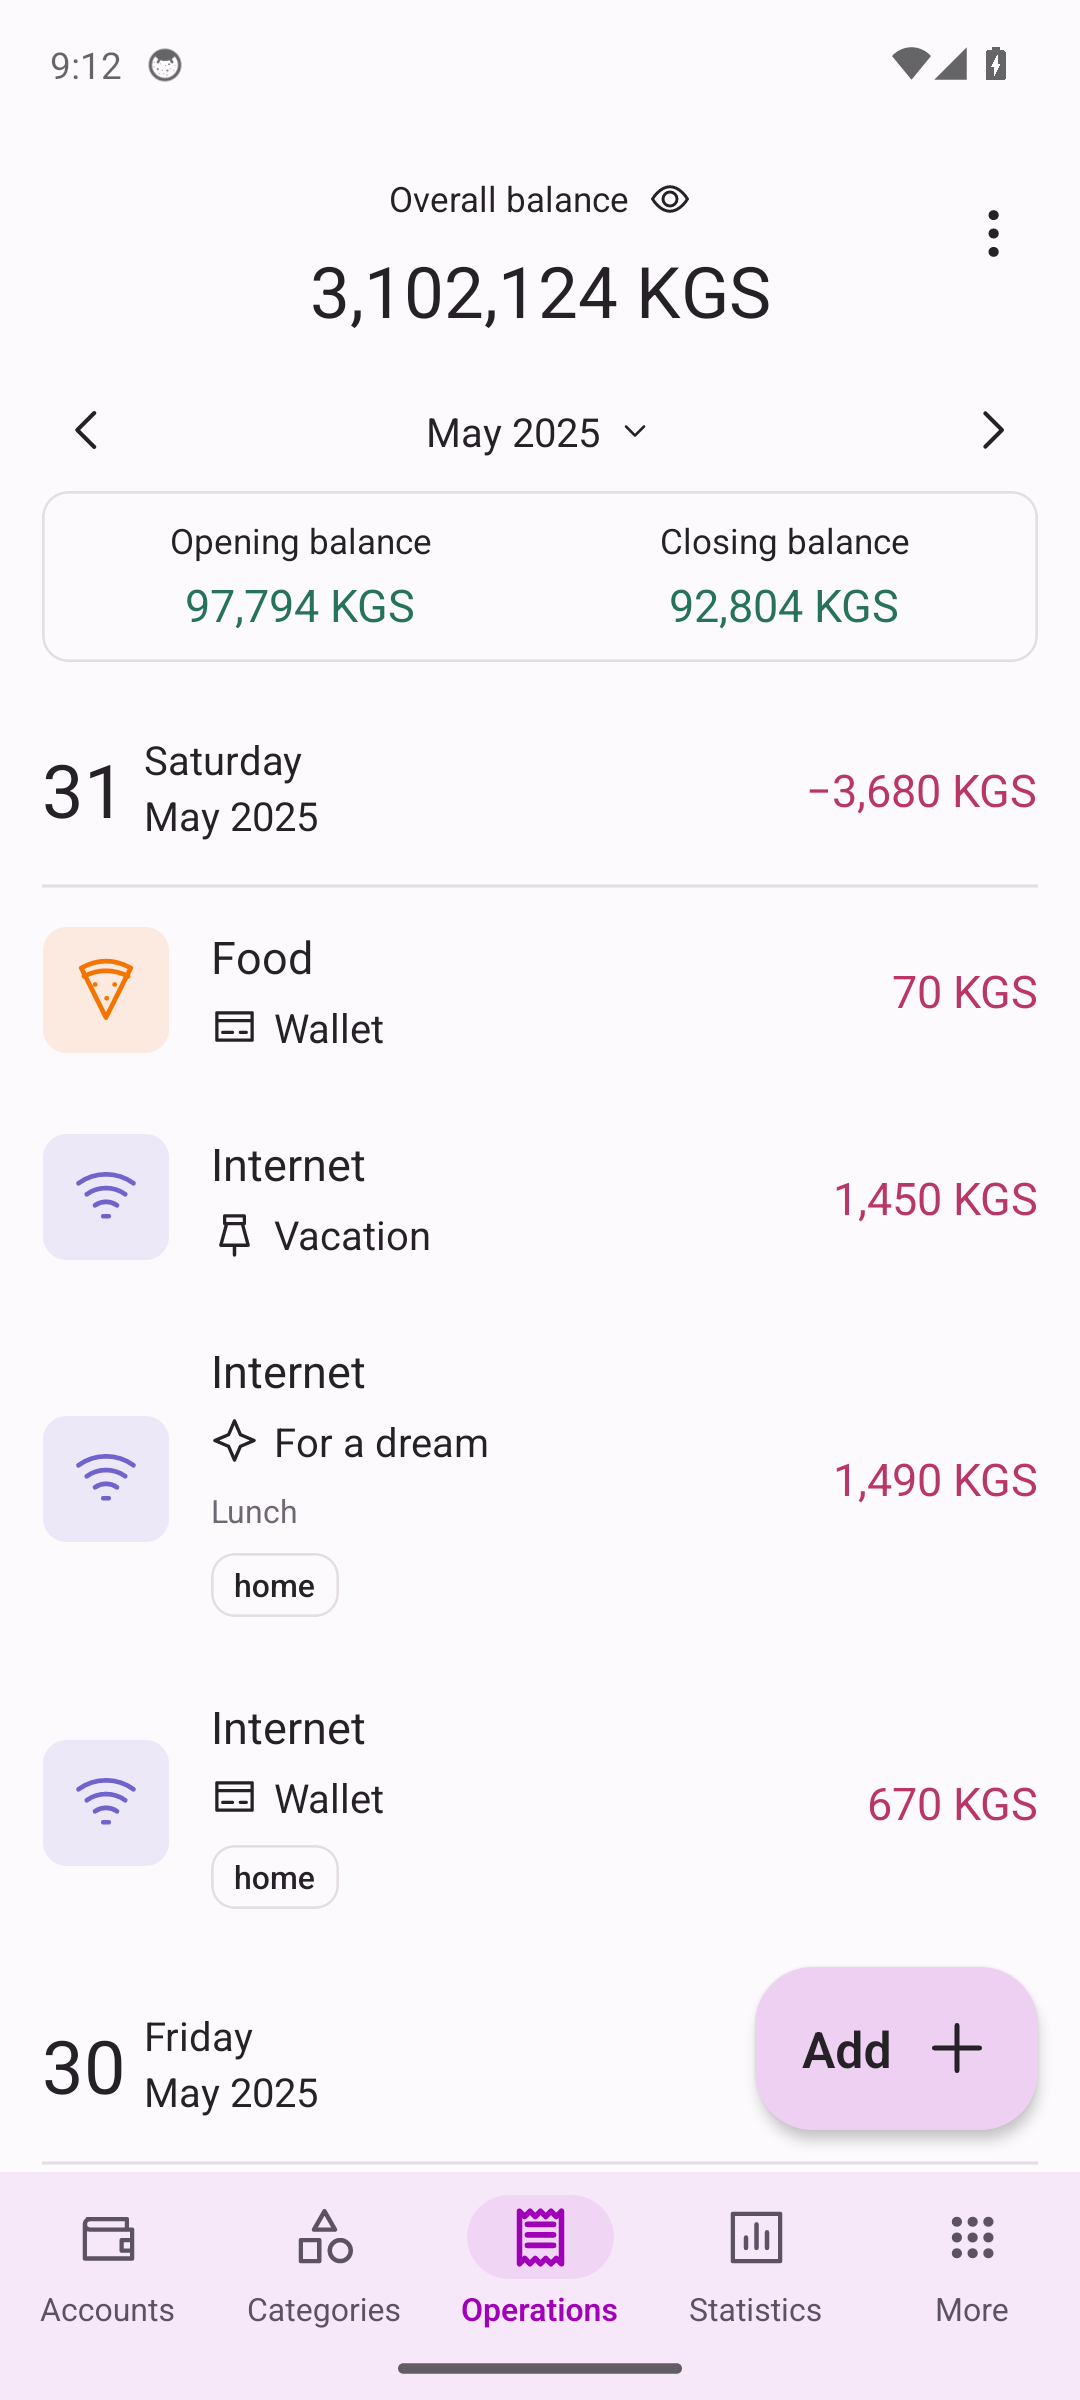 9:12
Overall balance
3,102,124 KGS
May 2025
Opening balance
Closing balance
97,794 KGS
92,804 KGS
31
Saturday
May 2025
−3,680 KGS
Food
Wallet
70 KGS
Internet
Vacation
1,450 KGS
Internet
For a dream
Lunch
home
1,490 KGS
Internet
Wallet
home
670 KGS
30
Friday
May 2025
Add
Accounts
Categories
Operations
Statistics
More